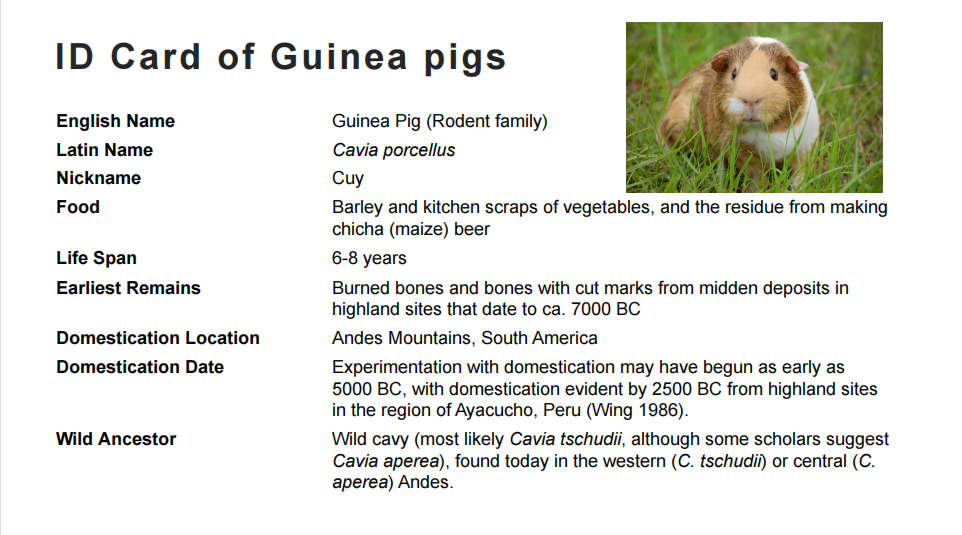 ID Card of Guinea pigs
English Name Guinea Pig (Rodent family)
Latin Name Cavia porcellus
Nickname Cuy
Food Barley and kitchen scraps of vegetables, and the residue from making
chicha (maize) beer
Life Span 6-8 years
Earliest Remains Burned bones and bones with cut marks from midden deposits in
highland sites that date to ca. 7000 BC
Domestication Location Andes Mountains, South America
Domestication Date Experimentation with domestication may have begun as early as
5000 BC, with domestication evident by 2500 BC from highland sites
in the region of Ayacucho, Peru (Wing 1986).
Wild Ancestor Wild cavy (most likely Cavia tschudii, although some scholars suggest
Cavia aperea), found today in the western (C. tschudii) or central (C.
aperea) Andes.